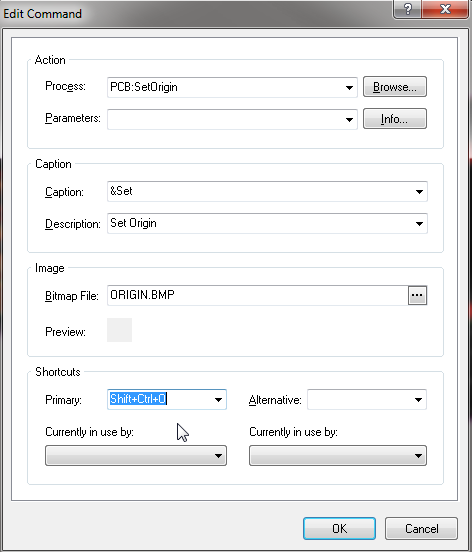 Edit Command
Action
Process: PCB:SetOrigin Browse...
Parameters: Info...
Caption
Caption: &Set
Description: Set Origin
Image
Bitmap File: ORIGIN.BMP ...
Preview:
Shortcuts
Primary: Shift+Ctrl+O Alternative:
Currently in use by: Currently in use by:
OK Cancel